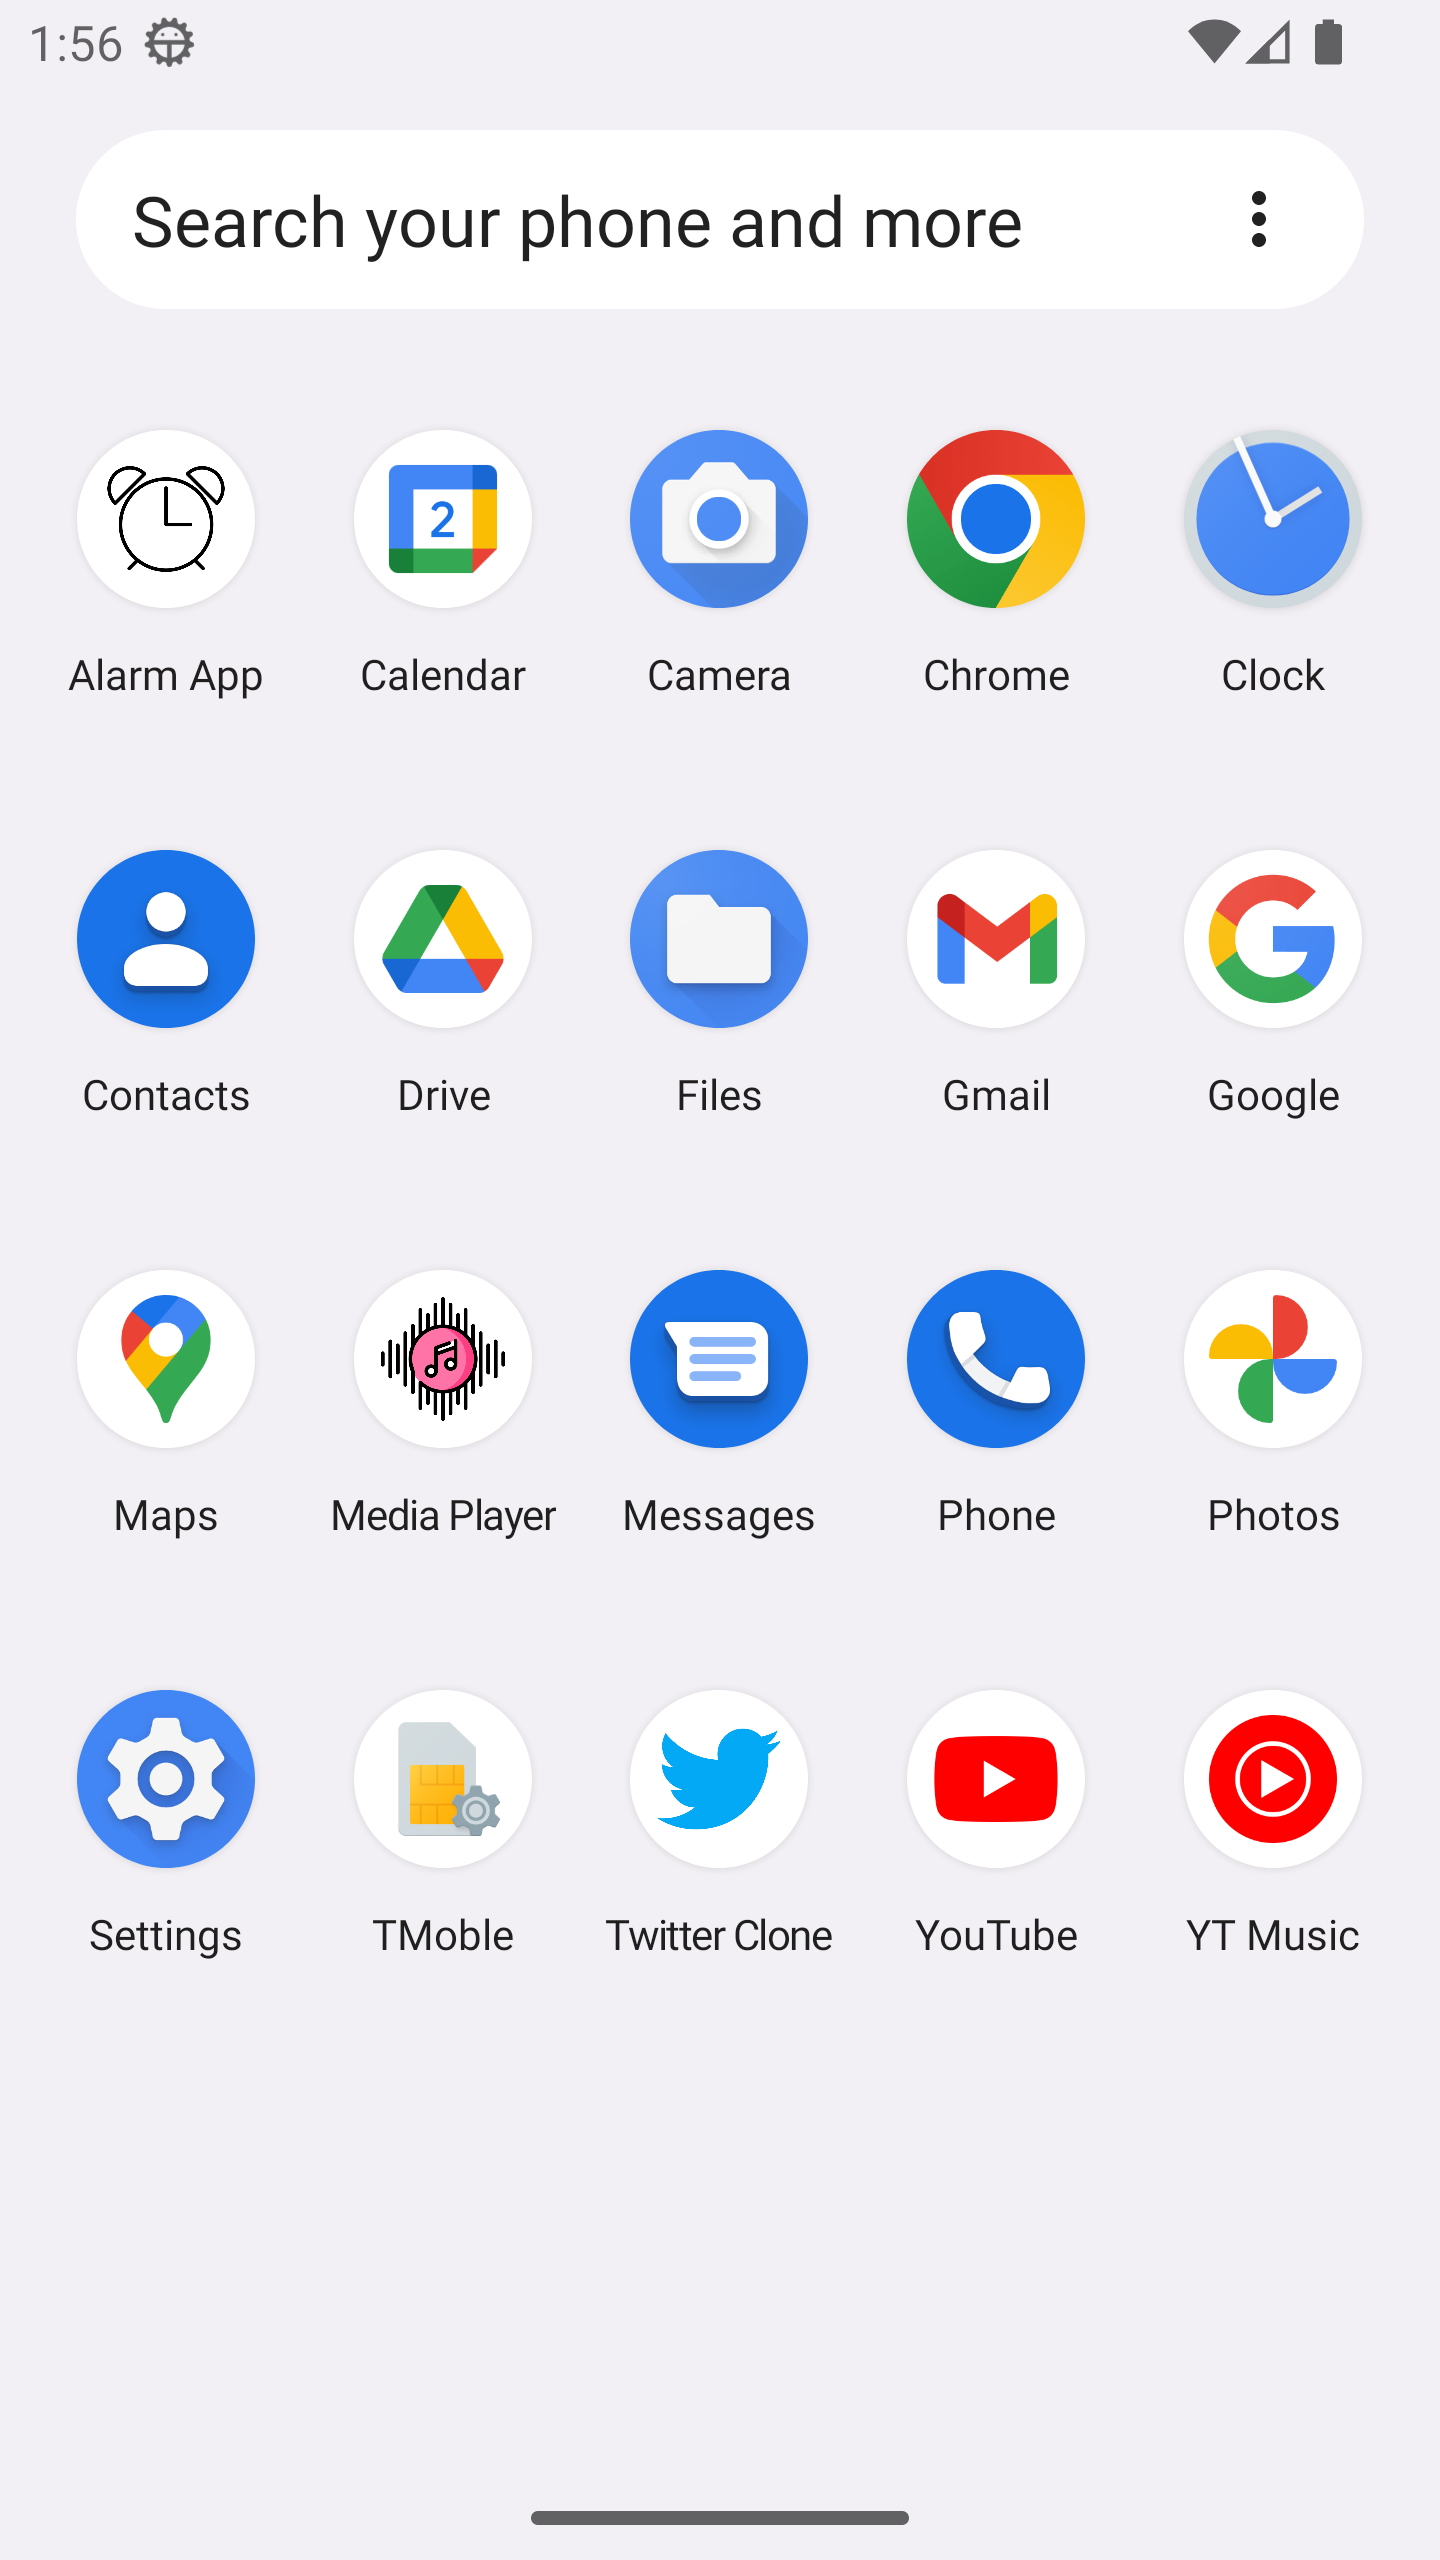 1:56
Search your phone and more
2
Alarm App Calendar Camera Chrome Clock
Contacts Drive Files Gmail Google
Maps Media Player Messages Phone Photos
Settings TMoble Twitter Clone YouTube YT Music